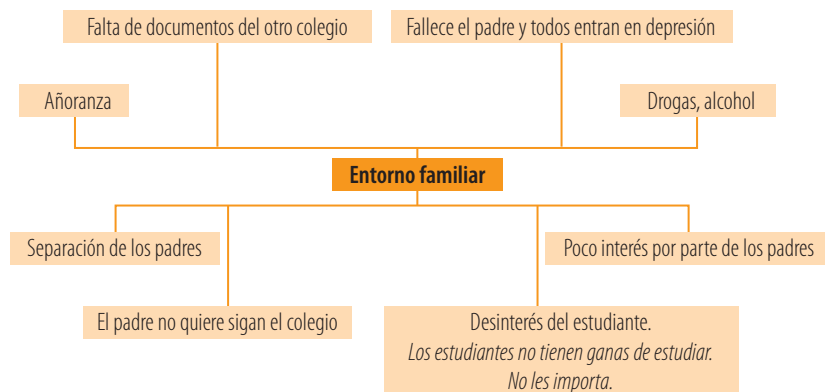 Falta de documentos del otro colegio
Fallece el padre y todos entran en depresión
Añoranza
Drogas, alcohol
Entorno familiar
Separación de los padres
Poco interés por parte de los padres
El padre no quiere sigan el colegio
Desinterés del estudiante.
Los estudiantes no tienen ganas de estudiar.
No les importa.